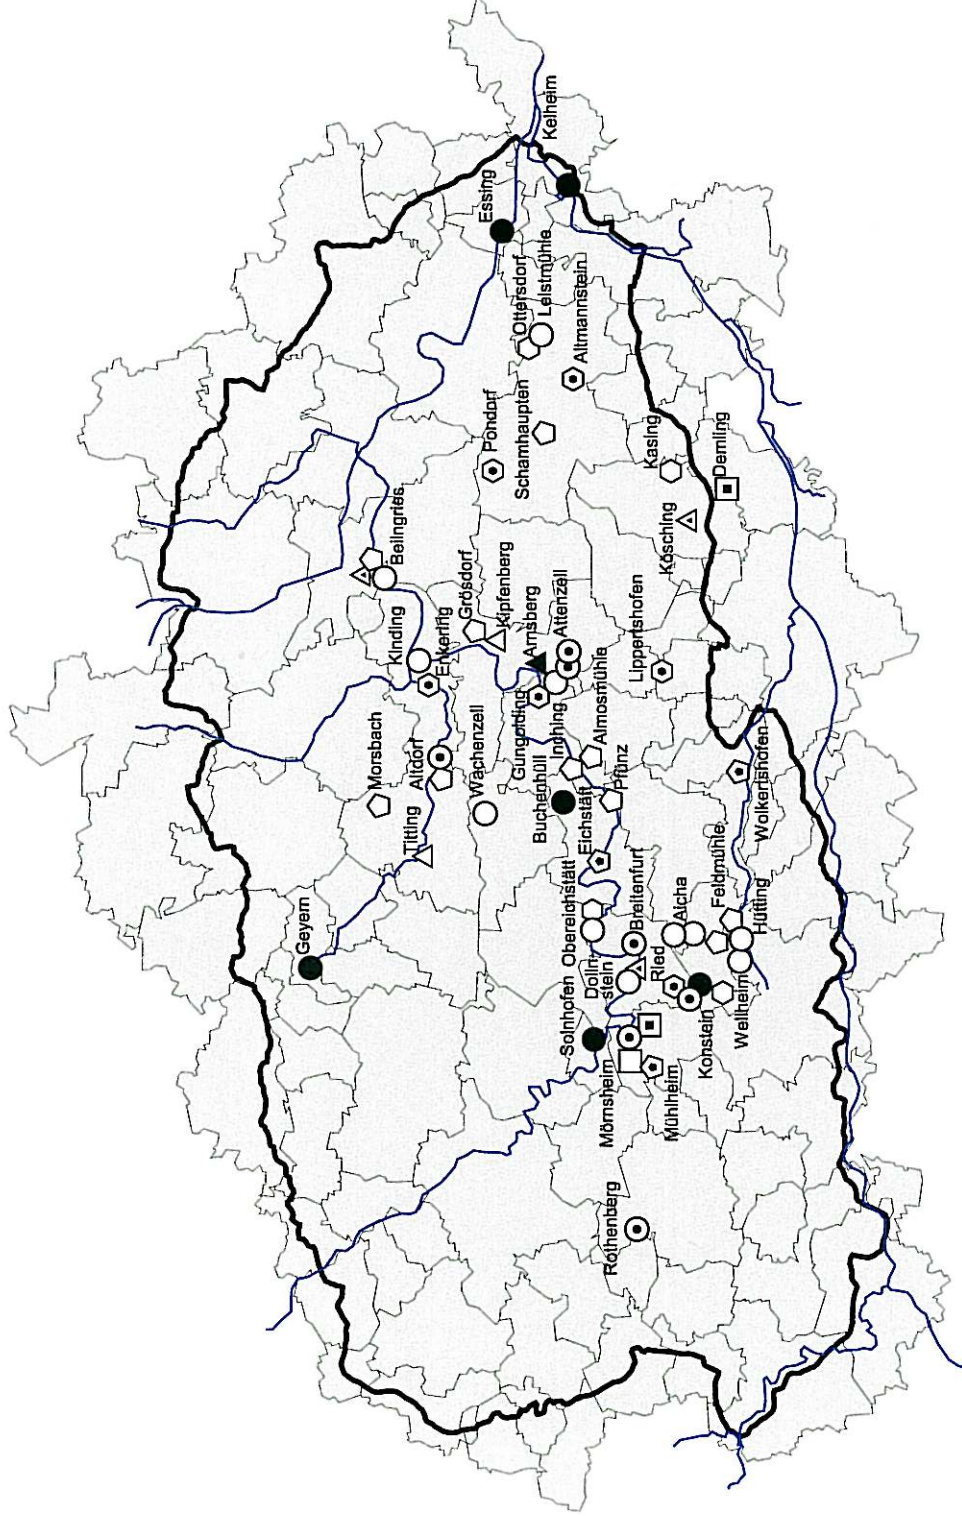 Geyern
Morsbach
Kinding
Beilngries
Titting
Altdorf
Enkering
Grösdorf
Wachenzell
Pondorf
Essing
Kipfenberg
Gungolding
Schamhaupten
Ottersdorf
Arnsberg
Buchenhüll
Leistmühle
Kelheim
Inching
Attenzell
Solnhofen
Obereichstätt
Altmannstein
Eichstätt
Dolln-
stein
Almosmühle
Rothenberg
Mörnsheim
Pfünz
Breitenfurt
Lippertshofen
Kasing
Ried
Kösching
Mühlheim
Aicha
Konstein
Feldmühle
Demling
Wellheim
Hütting
Wolkertshofen